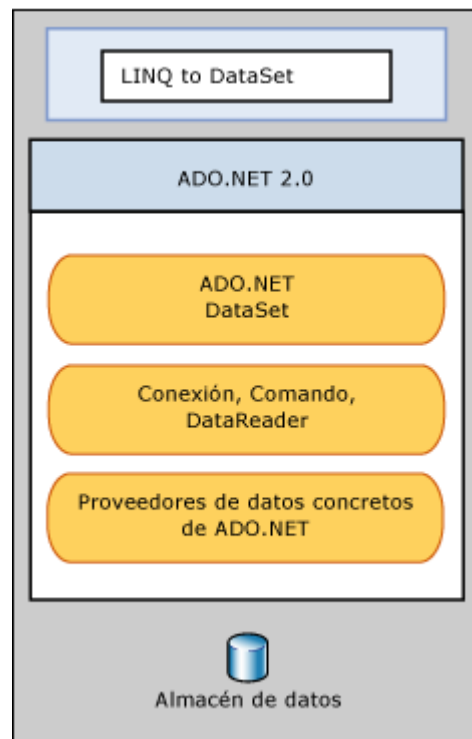 LINQ to DataSet
ADO.NET 2.0
ADO.NET
DataSet
Conexión, Comando,
DataReader
Proveedores de datos concretos
de ADO.NET
Almacén de datos